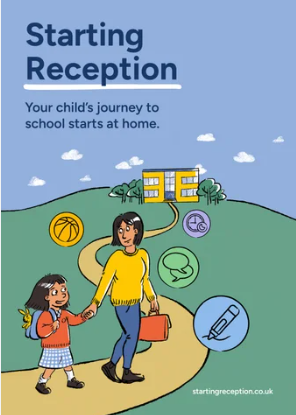 Starting
Reception
Your child's journey to
school starts at home.
startingreception.co.uk